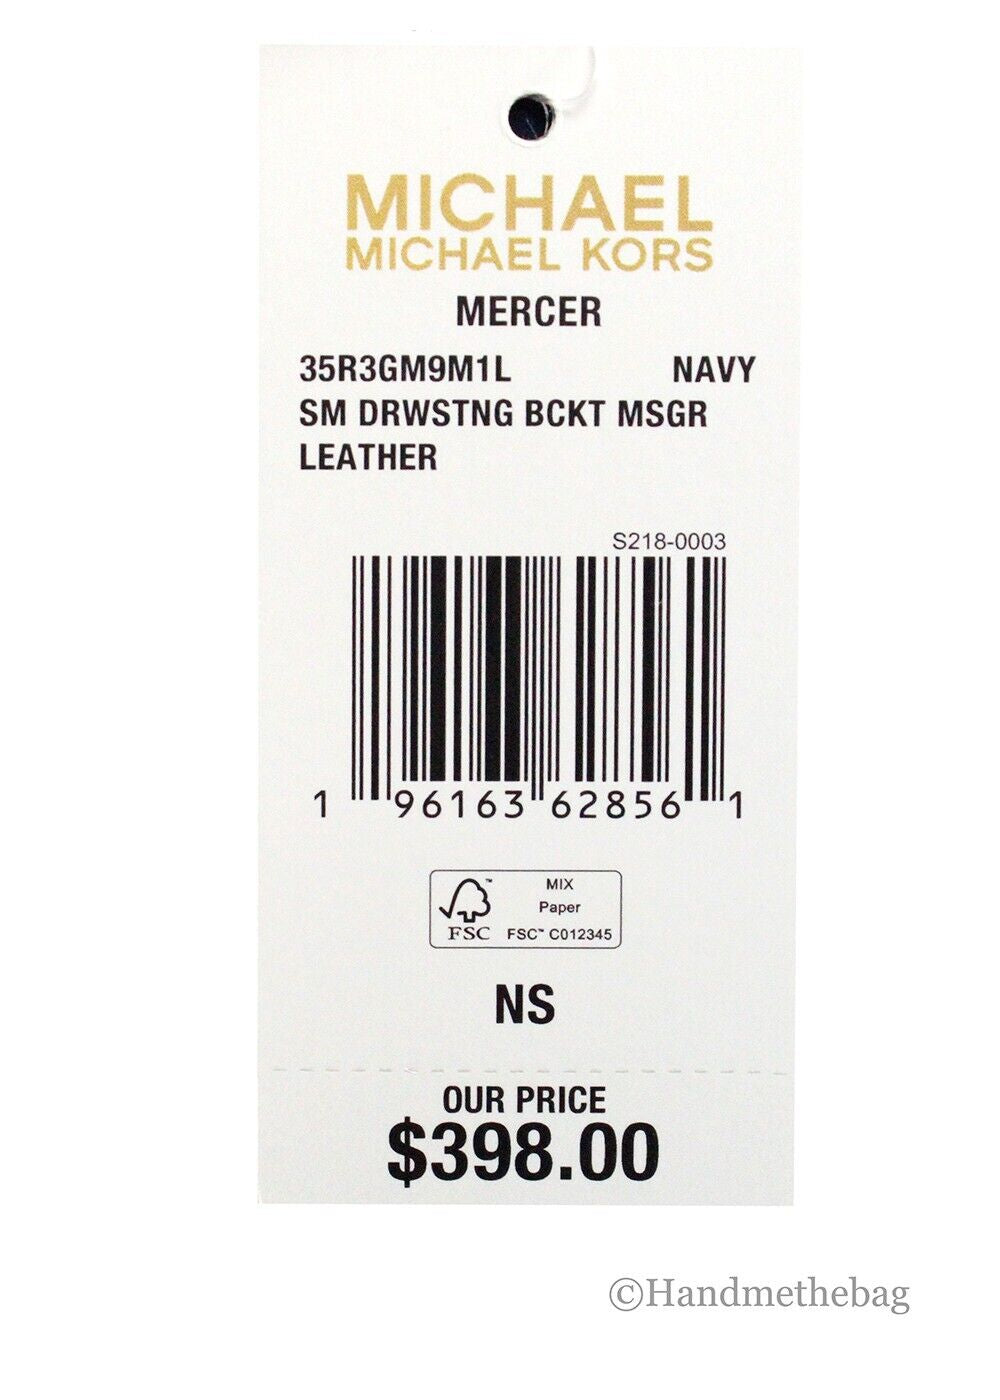 MICHAEL
MICHAEL KORS
MERCER
35R3GM9M1L NAVY
SM DRWSTNG BCKT MSGR
LEATHER
S218-0003
1 96163 62856 1
FSC™
MIX
Paper
FSC™ C012345
NS
OUR PRICE
$398.00
©Handmethebag